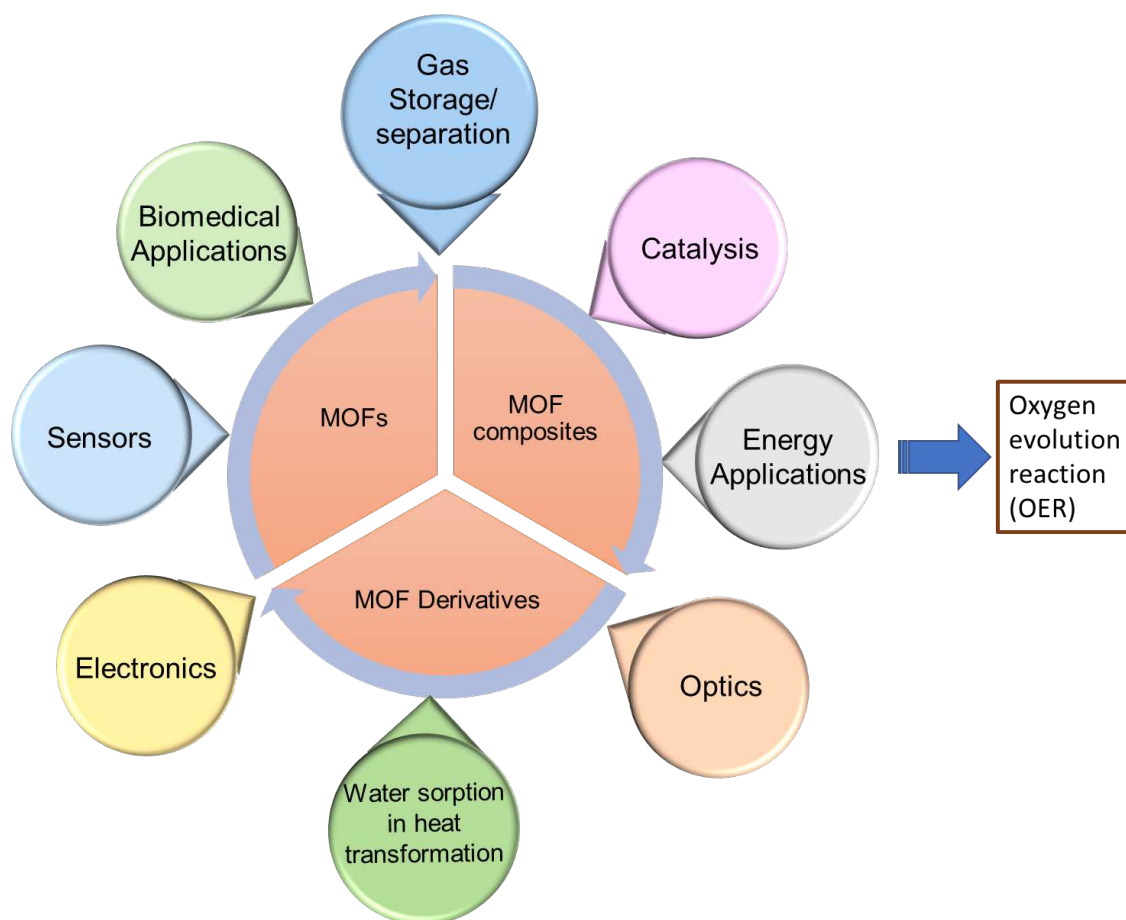 Gas
Storage/
separation
Biomedical
Applications
Catalysis
MOFs
MOF
composites
Sensors
Energy
Applications
Oxygen
evolution
reaction
(OER)
MOF Derivatives
Electronics
Optics
Water sorption
in heat
transformation